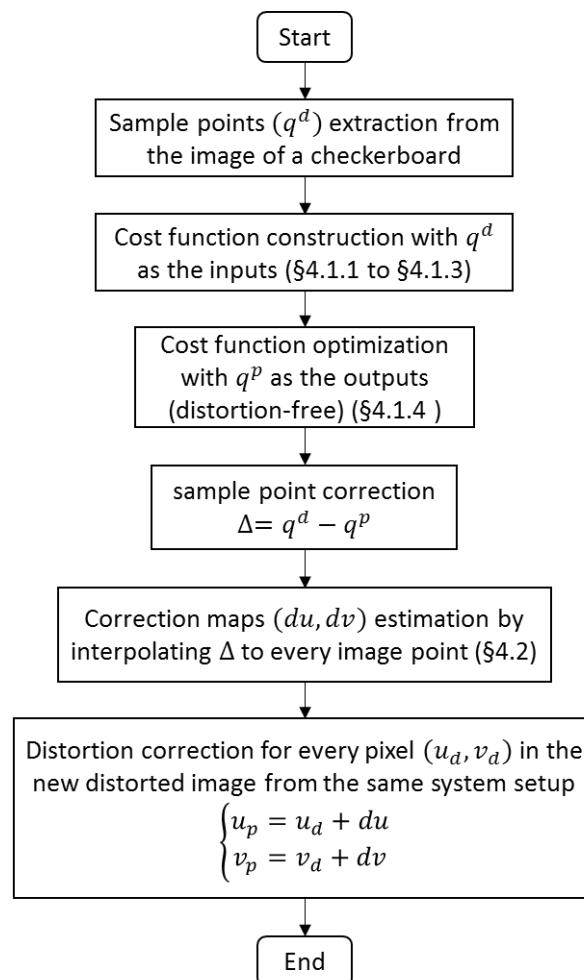 Start
Sample points (q^d) extraction from
the image of a checkerboard
Cost function construction with q^d
as the inputs (§4.1.1 to §4.1.3)
Cost function optimization
with q^p as the outputs
(distortion-free) (§4.1.4 )
sample point correction
Δ= q^d − q^p
Correction maps (du, dv) estimation by
interpolating Δ to every image point (§4.2)
Distortion correction for every pixel (u_d, v_d) in the
new distorted image from the same system setup
{u_p = u_d + du
v_p = v_d + dv
End